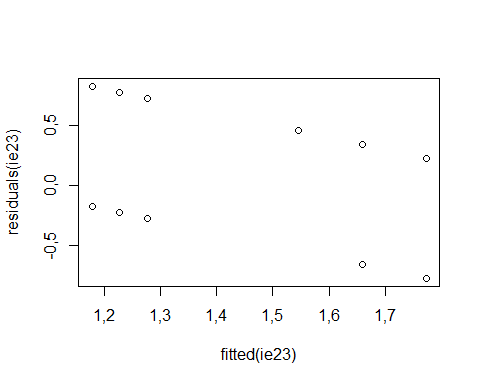 residuals(ie23)
0,5
0,0
-0,5
1,2 1,3 1,4 1,5 1,6 1,7
fitted(ie23)